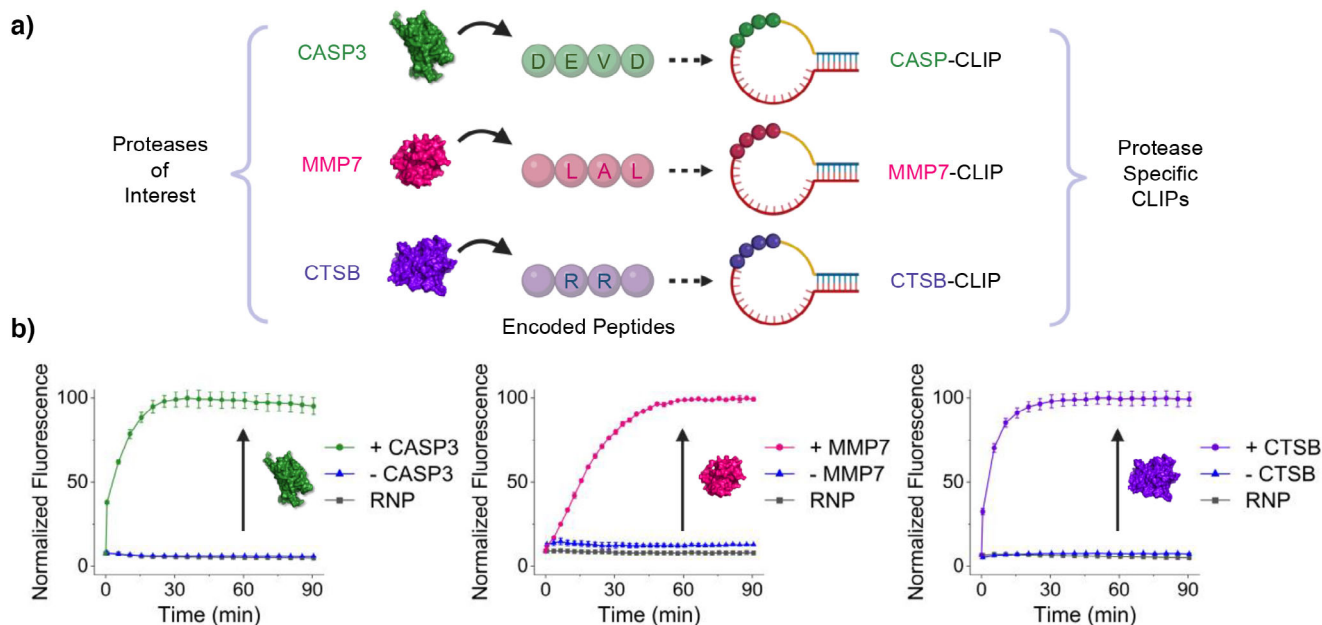 a)
Proteases
of
Interest
CASP3
D E V D
CASP-CLIP
MMP7
L A L
MMP7-CLIP
CTSB
R R
CTSB-CLIP
Encoded Peptides
Protease
Specific
CLIPs
b)
Normalized Fluorescence
100
50
0
0 30 60 90
Time (min)
+ CASP3
- CASP3
RNP
Normalized Fluorescence
100
50
0
0 30 60 90
Time (min)
+ MMP7
- MMP7
RNP
Normalized Fluorescence
100
50
0
0 30 60 90
Time (min)
+ CTSB
- CTSB
RNP